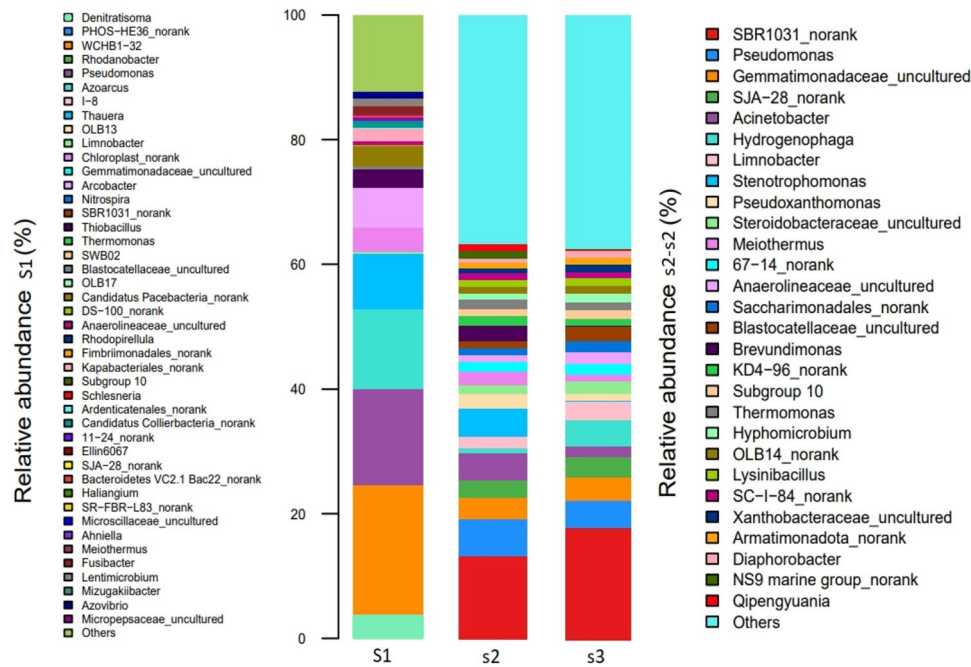 Relative abundance S1 (%)
Denitratisoma
PHOS-HE36_norank
WCHB1-32
Rhodanobacter
Pseudomonas
Azoarcus
I-8
Thauera
OLB13
Limnobacter
Chloroplast_norank
Gemmatimonadaceae_uncultured
Arcobacter
Nitrospira
SBR1031_norank
Thiobacillus
Thermomonas
SWB02
Blastocatellaceae_uncultured
OLB17
Candidatus Pacebacteria_norank
DS-100_norank
Anaerolineaceae_uncultured
Rhodopirellula
Fimbriimonadales_norank
Kapabacteriales_norank
Subgroup 10
Schlesneria
Ardenticatenales_norank
Candidatus Collierbacteria_norank
11-24_norank
Ellin6067
SJA-28_norank
Bacteroidetes VC2.1 Bac22_norank
Haliangium
SR-FBR-L83_norank
Microscillaceae_uncultured
Ahniella
Meiothermus
Fusibacter
Lentimicrobium
Mizugakiibacter
Azovibrio
Micropepsaceae_uncultured
Others
100
80
60
40
20
0
S1
s2
s3
Relative abundance s2-s2 (%)
SBR1031_norank
Pseudomonas
Gemmatimonadaceae_uncultured
SJA-28_norank
Acinetobacter
Hydrogenophaga
Limnobacter
Stenotrophomonas
Pseudoxanthomonas
Steroidobacteraceae_uncultured
Meiothermus
67-14_norank
Anaerolineaceae_uncultured
Saccharimonadales_norank
Blastocatellaceae_uncultured
Brevundimonas
KD4-96_norank
Subgroup 10
Thermomonas
Hyphomicrobium
OLB14_norank
Lysinibacillus
SC-I-84_norank
Xanthobacteraceae_uncultured
Armatimonadota_norank
Diaphorobacter
NS9 marine group_norank
Qipengyuania
Others